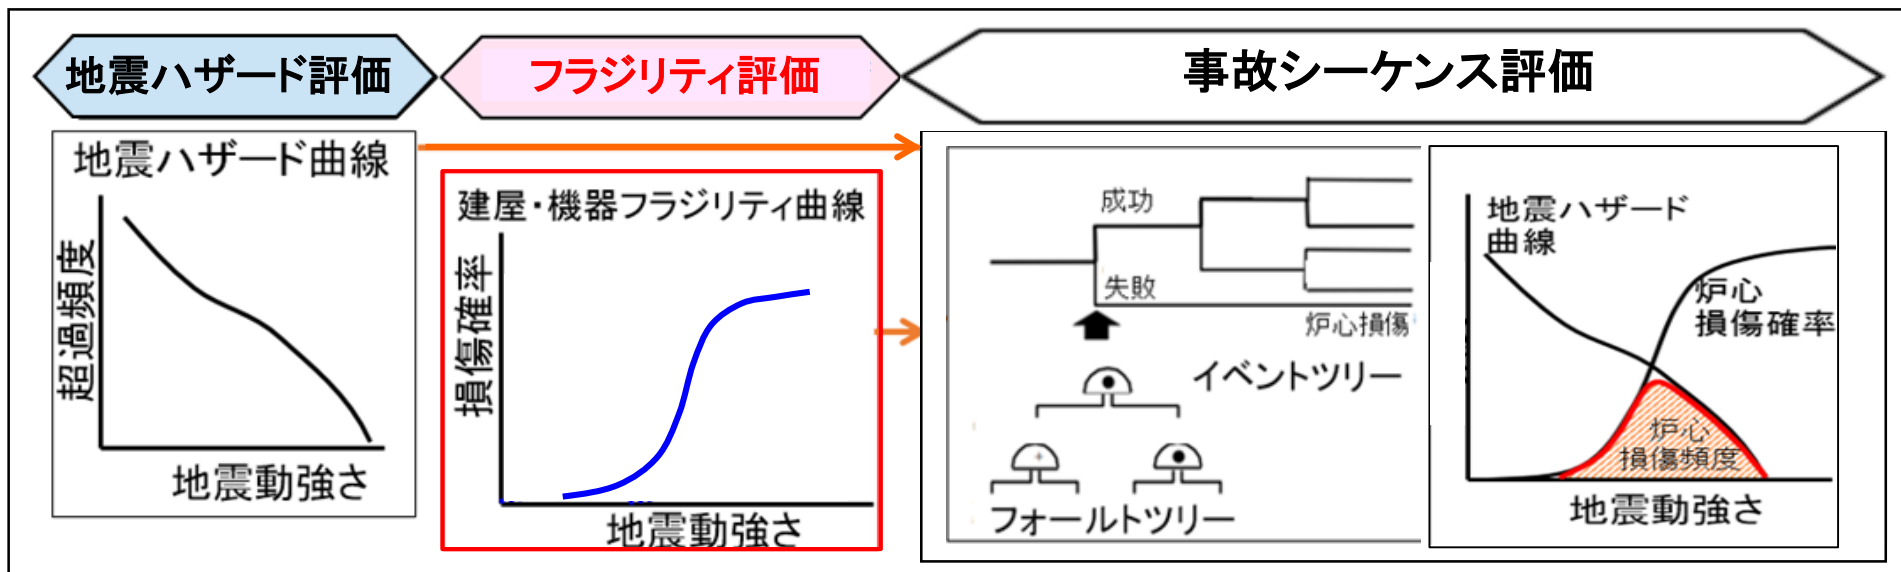 地震ハザード評価
フラジリティ評価
事故シーケンス評価
地震ハザード曲線
超過頻度
地震動強さ
建屋・機器フラジリティ曲線
損傷確率
地震動強さ
成功
失敗
炉心損傷
イベントツリー
フォールトツリー
地震ハザード
曲線
炉心
損傷確率
炉心
損傷頻度
地震動強さ